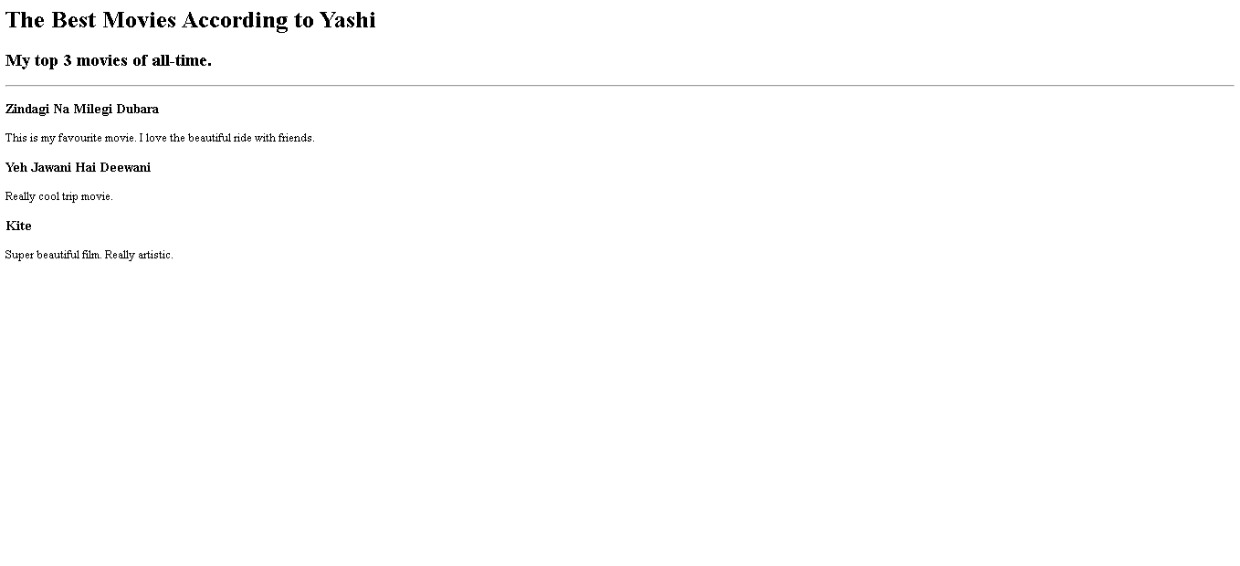 The Best Movies According to Yashi
My top 3 movies of all-time.
Zindagi Na Milegi Dubara
This is my favourite movie. I love the beautiful ride with friends.
Yeh Jawani Hai Deewani
Really cool trip movie.
Kite
Super beautiful film. Really artistic.